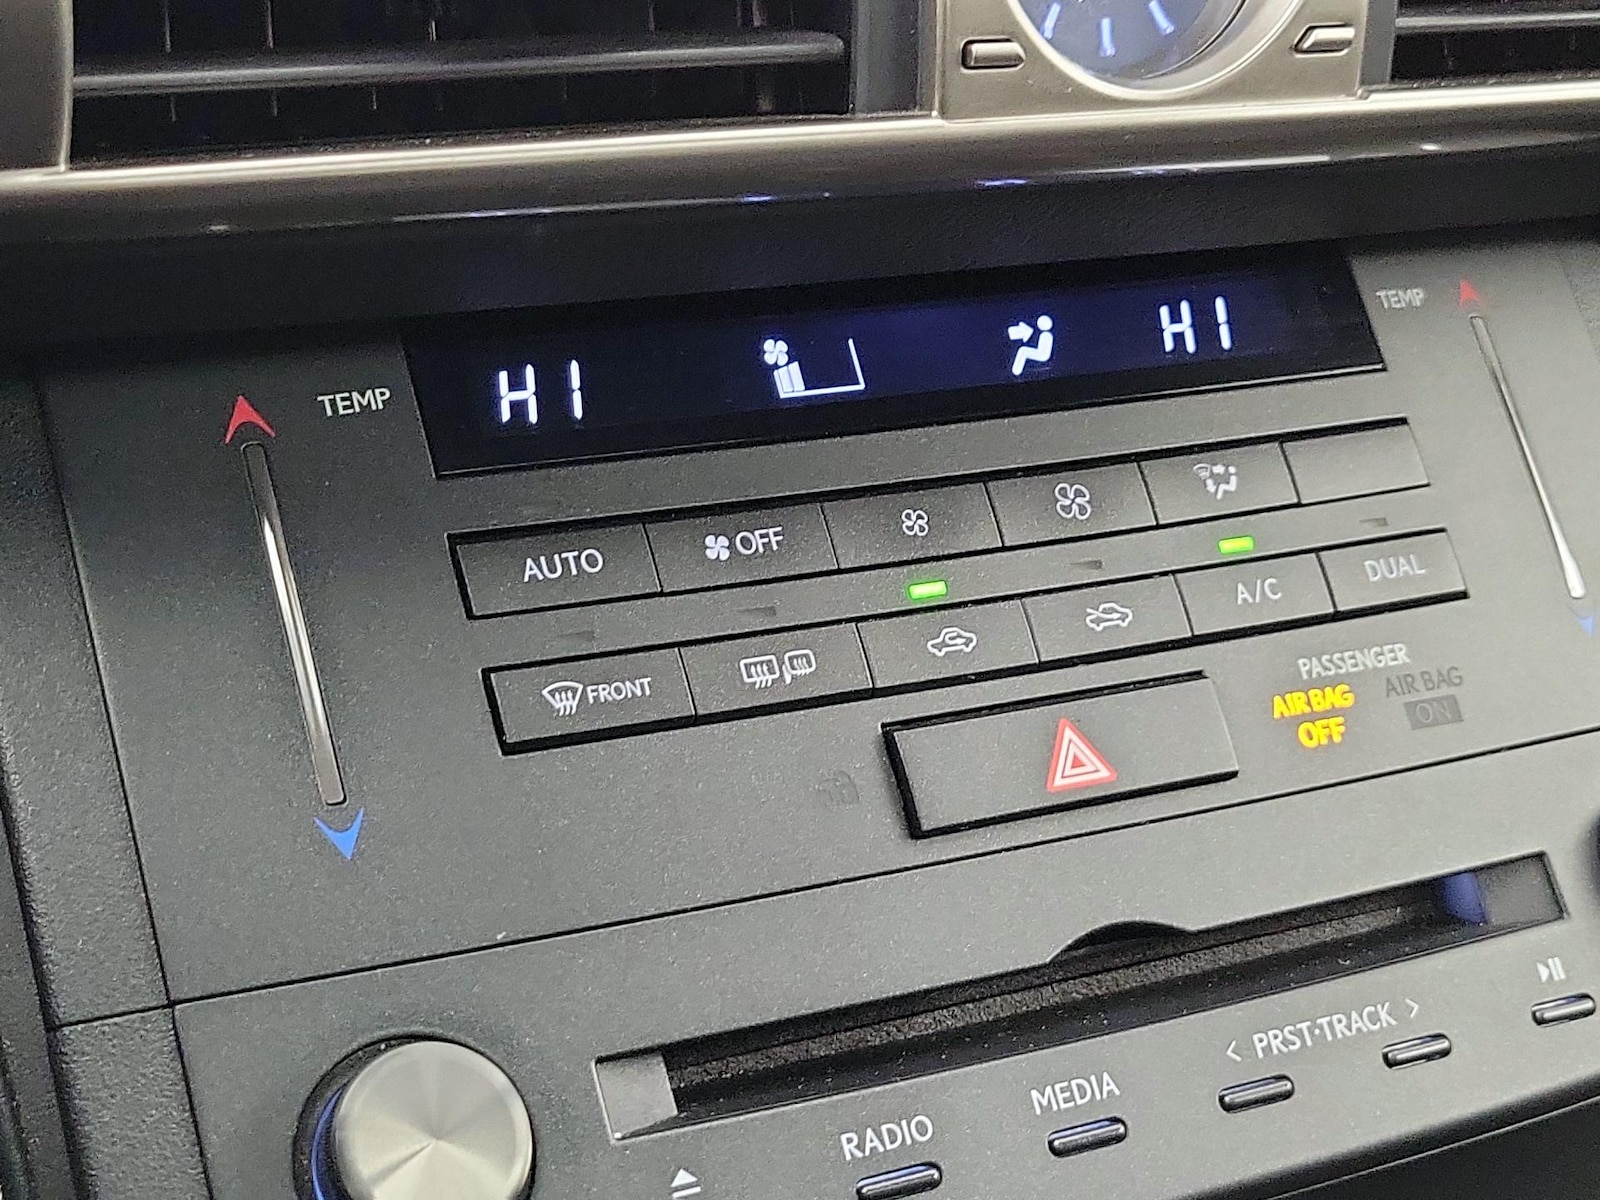 HI
HI
TEMP
TEMP
AUTO
OFF
FRONT
A/C
DUAL
PASSENGER
AIR BAG
OFF
AIR BAG
ON
< PRST·TRACK >
MEDIA
RADIO